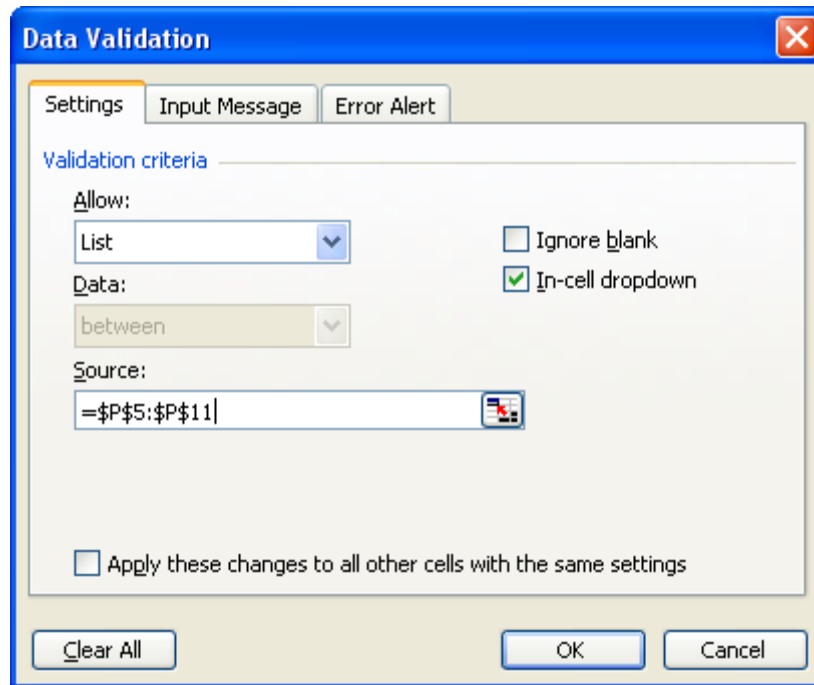 Data Validation
Settings
Input Message
Error Alert
Validation criteria
Allow:
List
Ignore blank
In-cell dropdown
Data:
between
Source:
=$P$5:$P$11
Apply these changes to all other cells with the same settings
Clear All
OK
Cancel